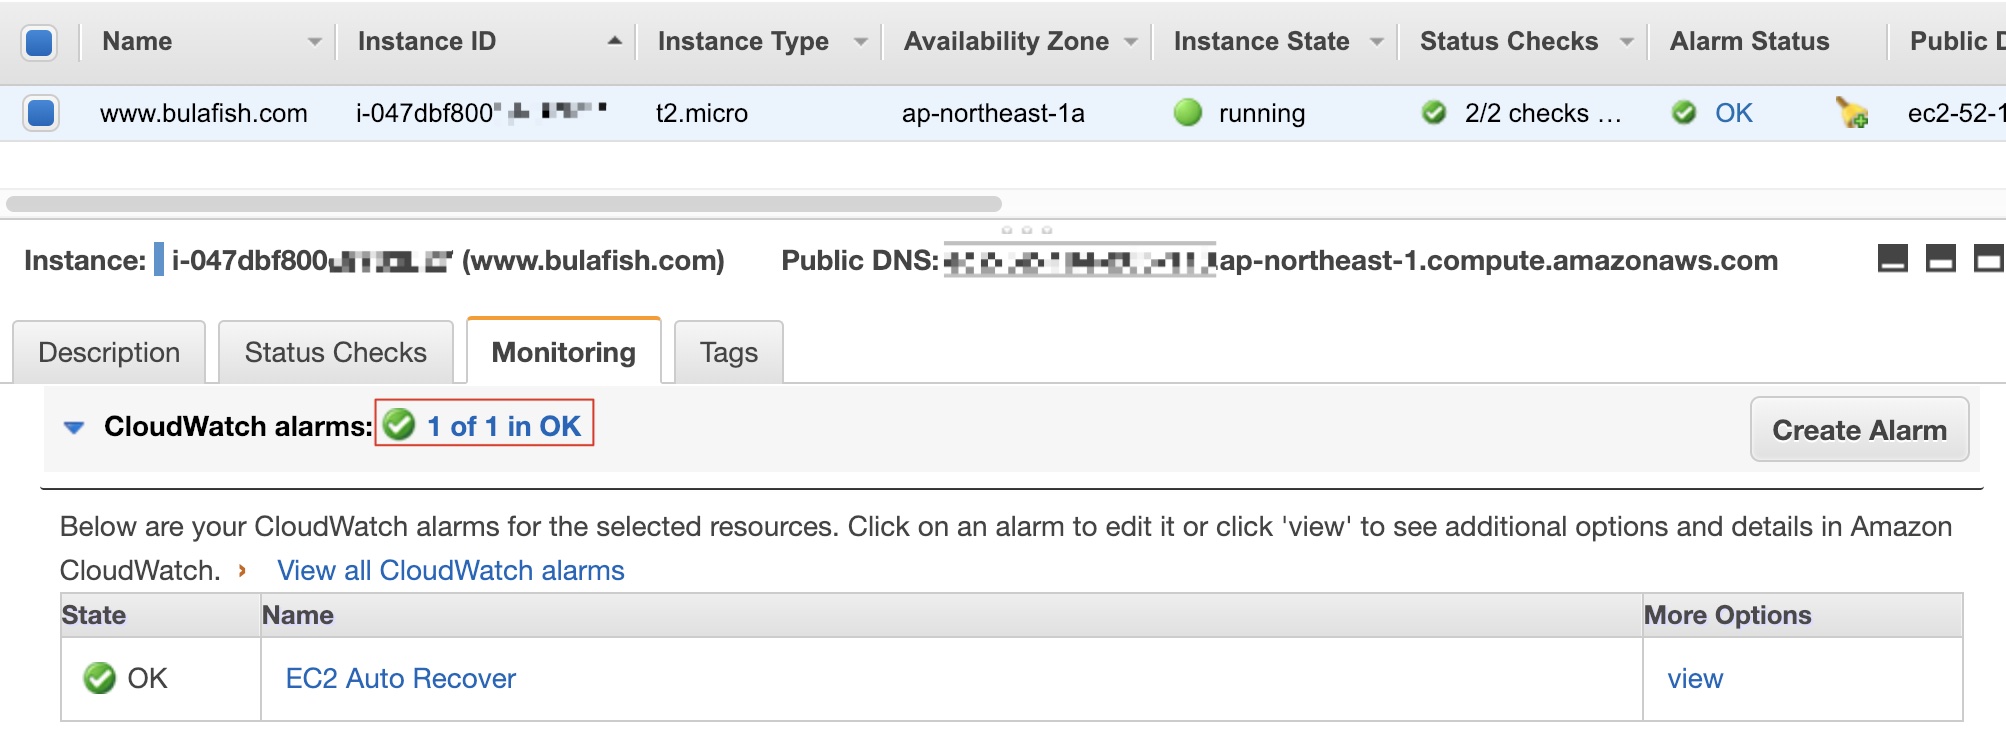 Name Instance ID Instance Type Availability Zone Instance State Status Checks Alarm Status Public D
www.bulafish.com i-047dbf800 t2.micro ap-northeast-1a running 2/2 checks … OK ec2-52-1
Instance: i-047dbf800 (www.bulafish.com) Public DNS: .ap-northeast-1.compute.amazonaws.com
Description Status Checks Monitoring Tags
CloudWatch alarms: 1 of 1 in OK Create Alarm
Below are your CloudWatch alarms for the selected resources. Click on an alarm to edit it or click 'view' to see additional options and details in Amazon
CloudWatch. › View all CloudWatch alarms
State Name More Options
OK EC2 Auto Recover view